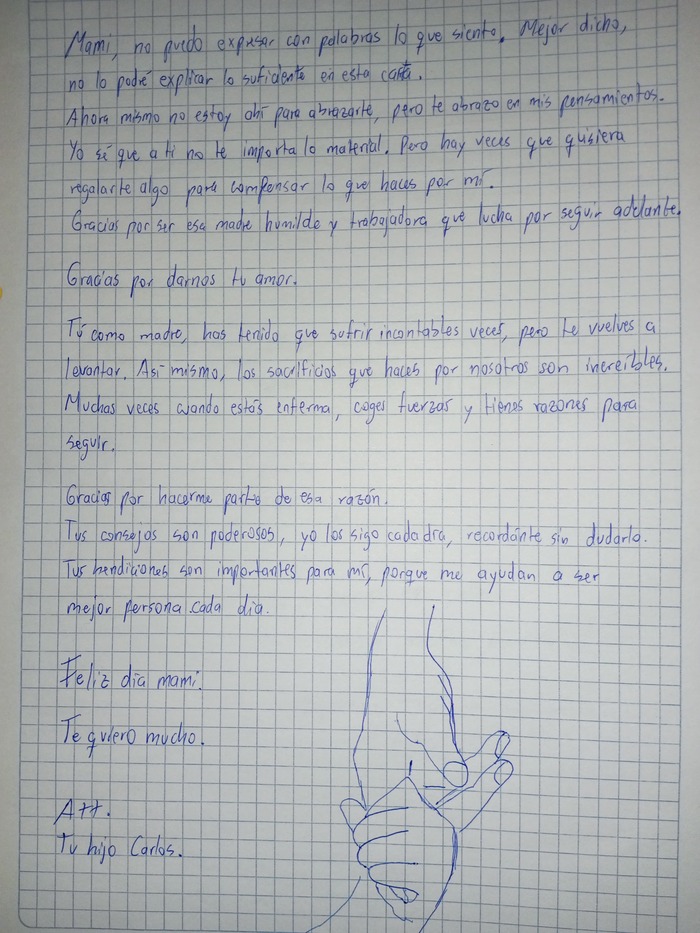 Mami, no puedo expresar con palabras lo que siento. Mejor dicho,
no lo podré explicar lo suficiente en esta carta.
Ahora mismo no estoy ahí para abrazarte, pero te abrazo en mis pensamientos.
Yo sé que a ti no te importa lo material. Pero hay veces que quisiera
regalarte algo para compensar lo que haces por mí.
Gracias por ser esa madre humilde y trabajadora que lucha por seguir adelante.
Gracias por darnos tu amor.
Tú como madre, has tenido que sufrir incontables veces, pero te vuelves a
levantar. Así mismo, los sacrificios que haces por nosotros son increíbles.
Muchas veces cuando estás enferma, coges fuerzas y tienes razones para
seguir.
Gracias por hacerme parte de esa razón.
Tus consejos son poderosos, yo los sigo cada día, recordánte sin dudarlo.
Tus bendiciones son importantes para mí, porque me ayudan a ser
mejor persona cada día.
Feliz día mami.
Te quiero mucho.
Att.
Tu hijo Carlos.